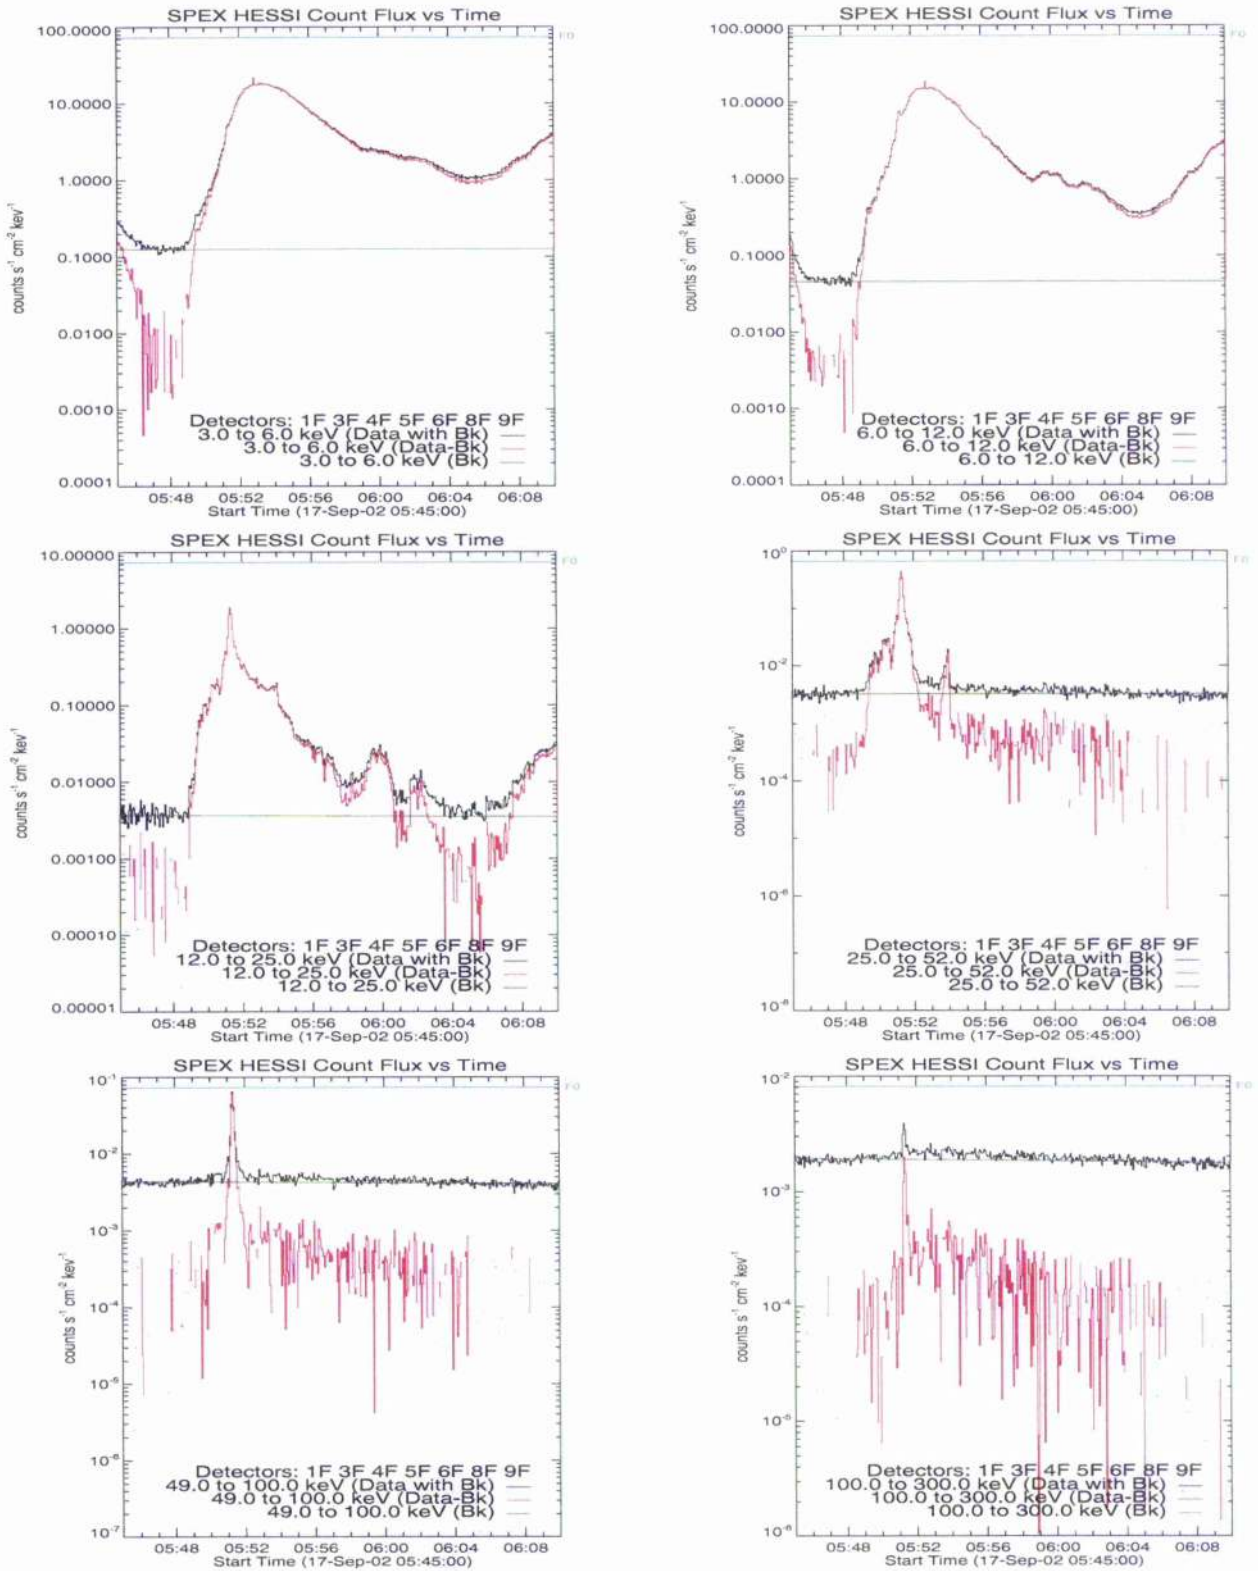 SPEX HESSI Count Flux vs Time
100.0000
F0
10.0000
1.0000
0.1000
0.0100
0.0010
0.0001
counts s⁻¹ cm⁻² kev⁻¹
Detectors: 1F 3F 4F 5F 6F 8F 9F
3.0 to 6.0 keV (Data with Bk)
3.0 to 6.0 keV (Data-Bk)
3.0 to 6.0 keV (Bk)
05:48 05:52 05:56 06:00 06:04 06:08
Start Time (17-Sep-02 05:45:00)
SPEX HESSI Count Flux vs Time
100.0000
F0
10.0000
1.0000
0.1000
0.0100
0.0010
0.0001
counts s⁻¹ cm⁻² kev⁻¹
Detectors: 1F 3F 4F 5F 6F 8F 9F
6.0 to 12.0 keV (Data with Bk)
6.0 to 12.0 keV (Data-Bk)
6.0 to 12.0 keV (Bk)
05:48 05:52 05:56 06:00 06:04 06:08
Start Time (17-Sep-02 05:45:00)
SPEX HESSI Count Flux vs Time
10.00000
F0
1.00000
0.10000
0.01000
0.00100
0.00010
0.00001
counts s⁻¹ cm⁻² kev⁻¹
Detectors: 1F 3F 4F 5F 6F 8F 9F
12.0 to 25.0 keV (Data with Bk)
12.0 to 25.0 keV (Data-Bk)
12.0 to 25.0 keV (Bk)
05:48 05:52 05:56 06:00 06:04 06:08
Start Time (17-Sep-02 05:45:00)
SPEX HESSI Count Flux vs Time
10⁰
F0
10⁻²
10⁻⁴
10⁻⁶
10⁻⁸
counts s⁻¹ cm⁻² kev⁻¹
Detectors: 1F 3F 4F 5F 6F 8F 9F
25.0 to 52.0 keV (Data with Bk)
25.0 to 52.0 keV (Data-Bk)
25.0 to 52.0 keV (Bk)
05:48 05:52 05:56 06:00 06:04 06:08
Start Time (17-Sep-02 05:45:00)
SPEX HESSI Count Flux vs Time
10⁻¹
F0
10⁻²
10⁻³
10⁻⁴
10⁻⁵
10⁻⁶
10⁻⁷
counts s⁻¹ cm⁻² kev⁻¹
Detectors: 1F 3F 4F 5F 6F 8F 9F
49.0 to 100.0 keV (Data with Bk)
49.0 to 100.0 keV (Data-Bk)
49.0 to 100.0 keV (Bk)
05:48 05:52 05:56 06:00 06:04 06:08
Start Time (17-Sep-02 05:45:00)
SPEX HESSI Count Flux vs Time
10⁻²
F0
10⁻³
10⁻⁴
10⁻⁵
10⁻⁶
counts s⁻¹ cm⁻² kev⁻¹
Detectors: 1F 3F 4F 5F 6F 8F 9F
100.0 to 300.0 keV (Data with Bk)
100.0 to 300.0 keV (Data-Bk)
100.0 to 300.0 keV (Bk)
05:48 05:52 05:56 06:00 06:04 06:08
Start Time (17-Sep-02 05:45:00)